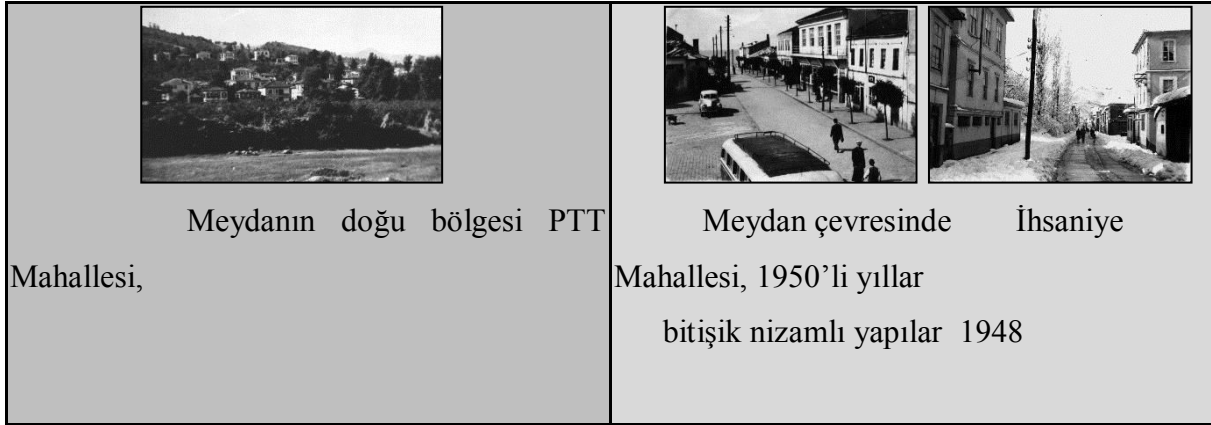 Meydanın doğu bölgesi PTT
Mahallesi,
Meydan çevresinde İhsaniye
Mahallesi, 1950’li yıllar
bitişik nizamlı yapılar 1948